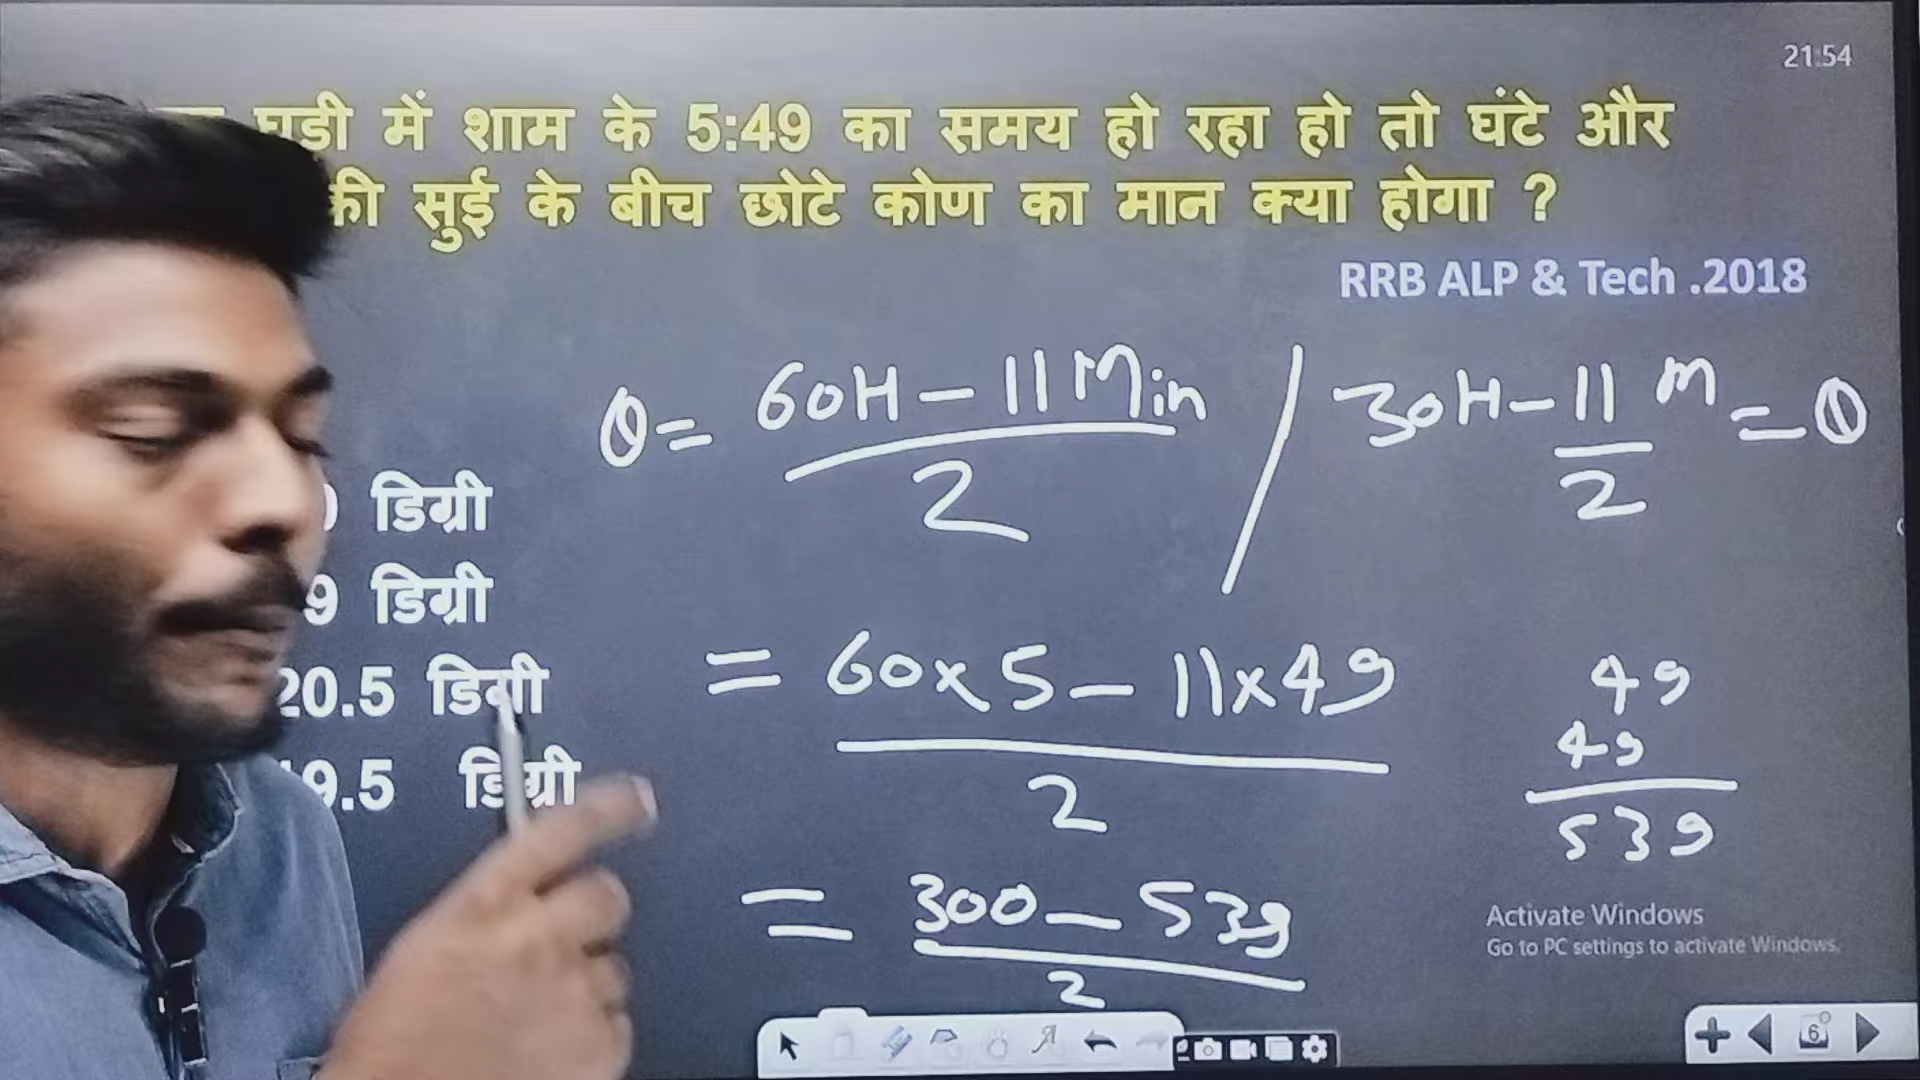 21:54
घडी में शाम के 5:49 का समय हो रहा हो तो घंटे और
की सुई के बीच छोटे कोण का मान क्या होगा ?
RRB ALP & Tech .2018
θ = 60H - 11 Min / 2 / 30H - 11/2 M = θ
डिग्री
9 डिग्री
20.5 डिग्री
9.5 डिग्री
= 60 x 5 - 11 x 49 / 2
49
49
539
= 300 - 539 / 2
Activate Windows
Go to PC settings to activate Windows.
6